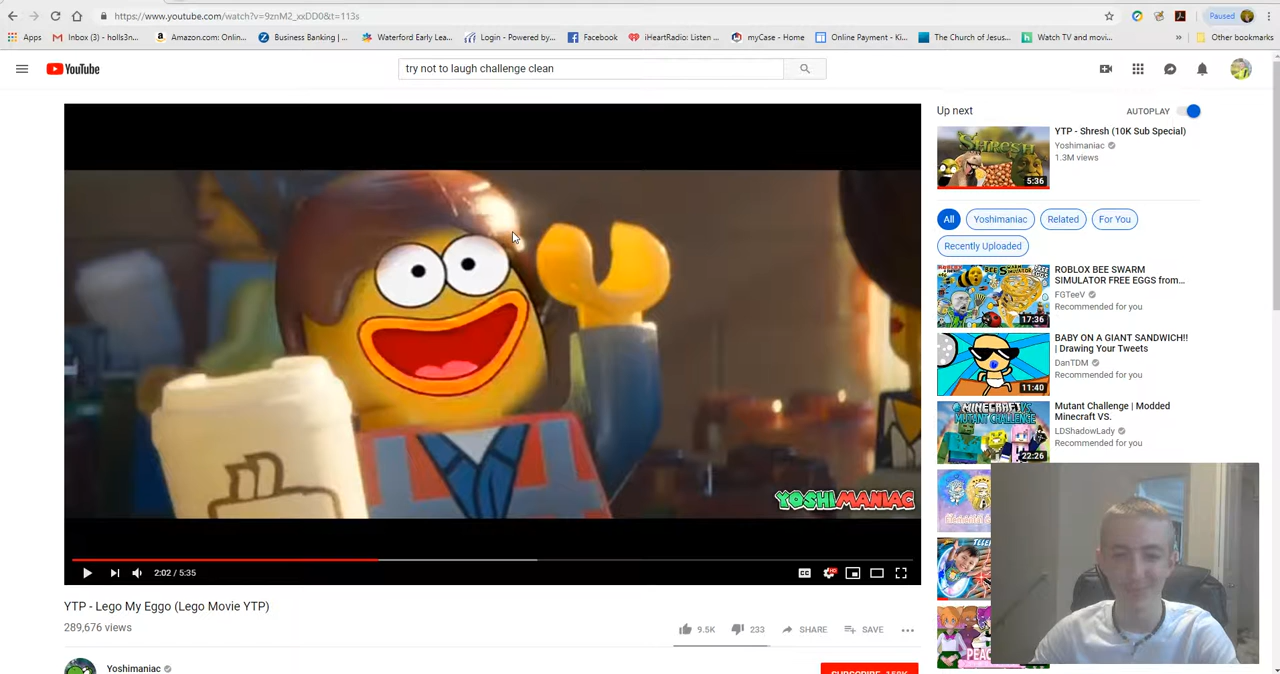 https://www.youtube.com/watch?v=9znM2_xxDD0&t=113s
Paused
Apps
Inbox (3) - holls3n...
Amazon.com: Onlin...
Business Banking | ...
Waterford Early Lea...
Login - Powered by...
Facebook
iHeartRadio: Listen ...
myCase - Home
Online Payment - Ki...
The Church of Jesus...
Watch TV and movi...
»
Other bookmarks
YouTube
try not to laugh challenge clean
Up next
AUTOPLAY
SHRESH
5:36
YTP - Shresh (10K Sub Special)
Yoshimaniac
1.3M views
All
Yoshimaniac
Related
For You
Recently Uploaded
17:36
ROBLOX BEE SWARM
SIMULATOR FREE EGGS from...
FGTeeV
Recommended for you
11:40
BABY ON A GIANT SANDWICH!!
| Drawing Your Tweets
DanTDM
Recommended for you
MINECRAFT
MUTANT CHALLENGE
22:26
Mutant Challenge | Modded
Minecraft VS.
LDShadowLady
Recommended for you
YOSHIMANIAC
2:02 / 5:35
CC
HD
YTP - Lego My Eggo (Lego Movie YTP)
289,676 views
9.5K
233
SHARE
SAVE
Yoshimaniac